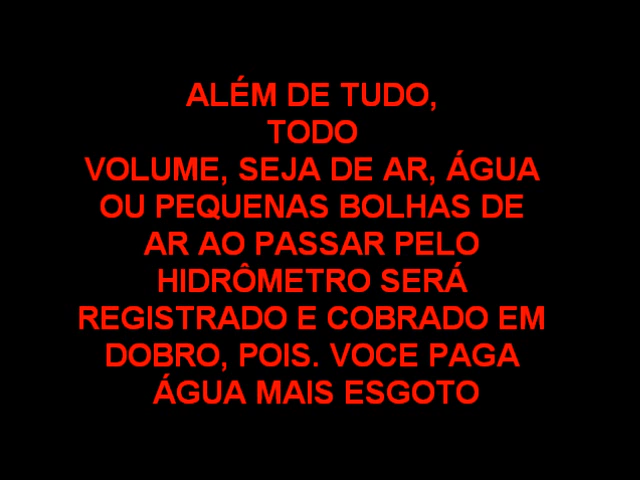 ALÉM DE TUDO,
TODO
VOLUME, SEJA DE AR, ÁGUA
OU PEQUENAS BOLHAS DE
AR AO PASSAR PELO
HIDRÔMETRO SERÁ
REGISTRADO E COBRADO EM
DOBRO, POIS. VOCE PAGA
ÁGUA MAIS ESGOTO